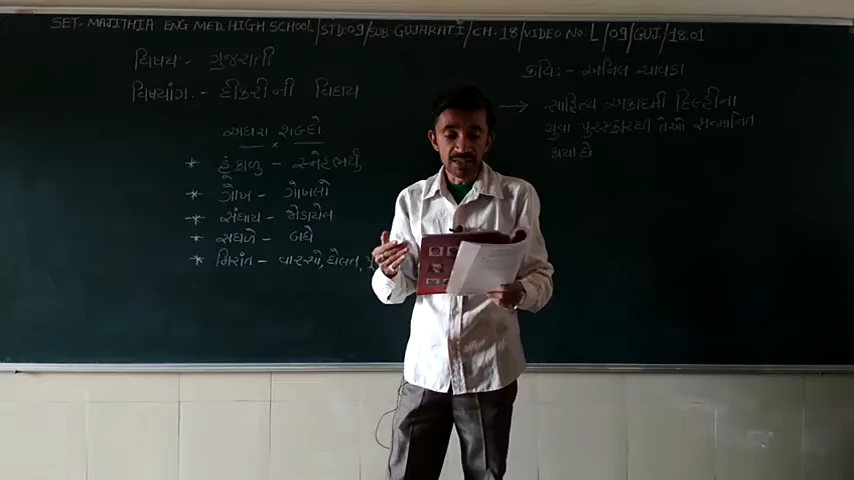 SET- MAJITHIA ENG MED.HIGH SCHOOL/STD.09/SUB GUJARATI/CH.18/VIDEO NO:L/09/GUJ/18.01
વિષય:- ગુજરાતી
વિષયાંગ:- દીકરીની વિદાય
અઘરા શબ્દો
* હૂંફાળુ - સ્નેહભર્યુ
* ગૌખ - ગોખલો
* સંધાય - જોડાયેલ
* સઘળે - બધે
* મિરાંત - વારસો, દોલત,
કવિ:- અનિલ ચાવડા
→ સાહિત્ય અકાદમી દિલ્હીના
યુવા પુરસ્કારથી તેઓ સન્માનિત
થયા છે